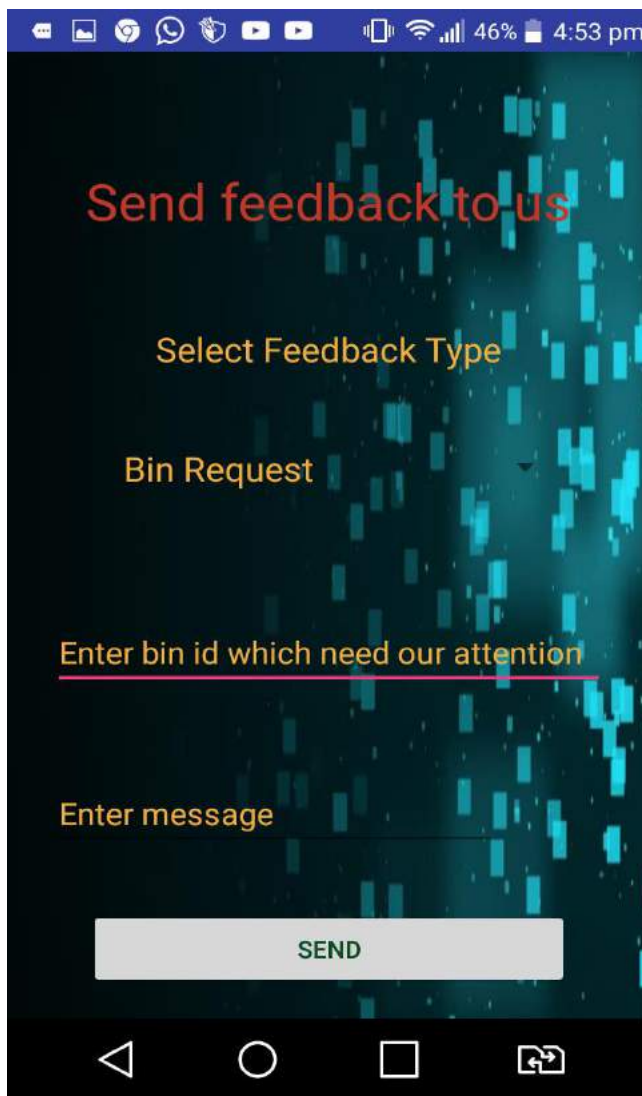 46% 4:53 pm
Send feedback to us
Select Feedback Type
Bin Request
Enter bin id which need our attention
Enter message
SEND